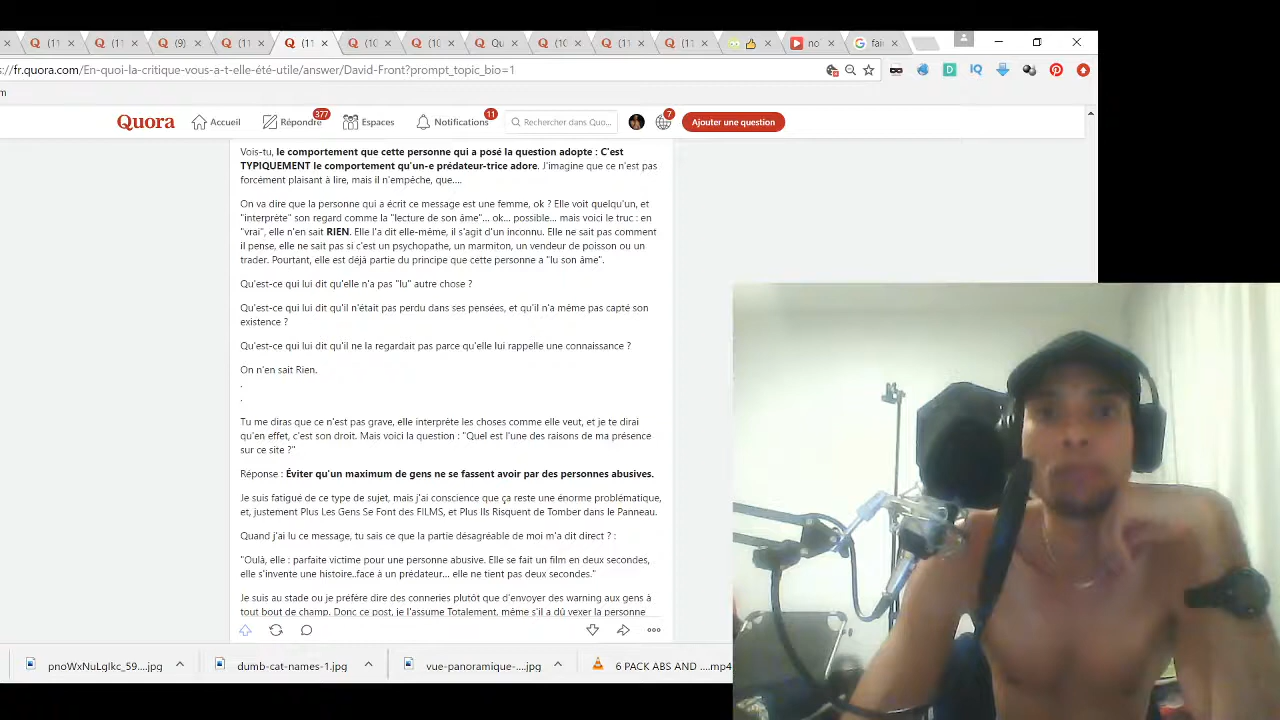 (11
(11
(9)
(11
(11
(10
(10
Qu
(10
(11
(11
no
fai
s://fr.quora.com/En-quoi-la-critique-vous-a-t-elle-été-utile/answer/David-Front?prompt_topic_bio=1
m
Quora
Accueil
Répondre
377
Espaces
Notifications
11
Rechercher dans Quo...
7
Ajouter une question
Vois-tu, le comportement que cette personne qui a posé la question adopte : C'est
TYPIQUEMENT le comportement qu'un-e prédateur-trice adore. J'imagine que ce n'est pas
forcément plaisant à lire, mais il n'empêche, que....
On va dire que la personne qui a écrit ce message est une femme, ok ? Elle voit quelqu'un, et
"interprète" son regard comme la "lecture de son âme"... ok... possible... mais voici le truc : en
"vrai", elle n'en sait RIEN. Elle l'a dit elle-même, il s'agit d'un inconnu. Elle ne sait pas comment
il pense, elle ne sait pas si c'est un psychopathe, un marmiton, un vendeur de poisson ou un
trader. Pourtant, elle est déjà partie du principe que cette personne a "lu son âme".
Qu'est-ce qui lui dit qu'elle n'a pas "lu" autre chose ?
Qu'est-ce qui lui dit qu'il n'était pas perdu dans ses pensées, et qu'il n'a même pas capté son
existence ?
Qu'est-ce qui lui dit qu'il ne la regardait pas parce qu'elle lui rappelle une connaissance ?
On n'en sait Rien.
.
.
Tu me diras que ce n'est pas grave, elle interprète les choses comme elle veut, et je te dirai
qu'en effet, c'est son droit. Mais voici la question : "Quel est l'une des raisons de ma présence
sur ce site ?"
Réponse : Éviter qu'un maximum de gens ne se fassent avoir par des personnes abusives.
Je suis fatigué de ce type de sujet, mais j'ai conscience que ça reste une énorme problématique,
et, justement Plus Les Gens Se Font des FILMS, et Plus Ils Risquent de Tomber dans le Panneau.
Quand j'ai lu ce message, tu sais ce que la partie désagréable de moi m'a dit direct ? :
"Oulà, elle : parfaite victime pour une personne abusive. Elle se fait un film en deux secondes,
elle s'invente une histoire..face à un prédateur... elle ne tient pas deux secondes."
Je suis au stade ou je préfère dire des conneries plutôt que d'envoyer des warning aux gens à
tout bout de champ. Donc ce post, je l'assume Totalement, même s'il a dû vexer la personne
pnoWxNuLglkc_59....jpg
dumb-cat-names-1.jpg
vue-panoramique-....jpg
6 PACK ABS AND ....mp4